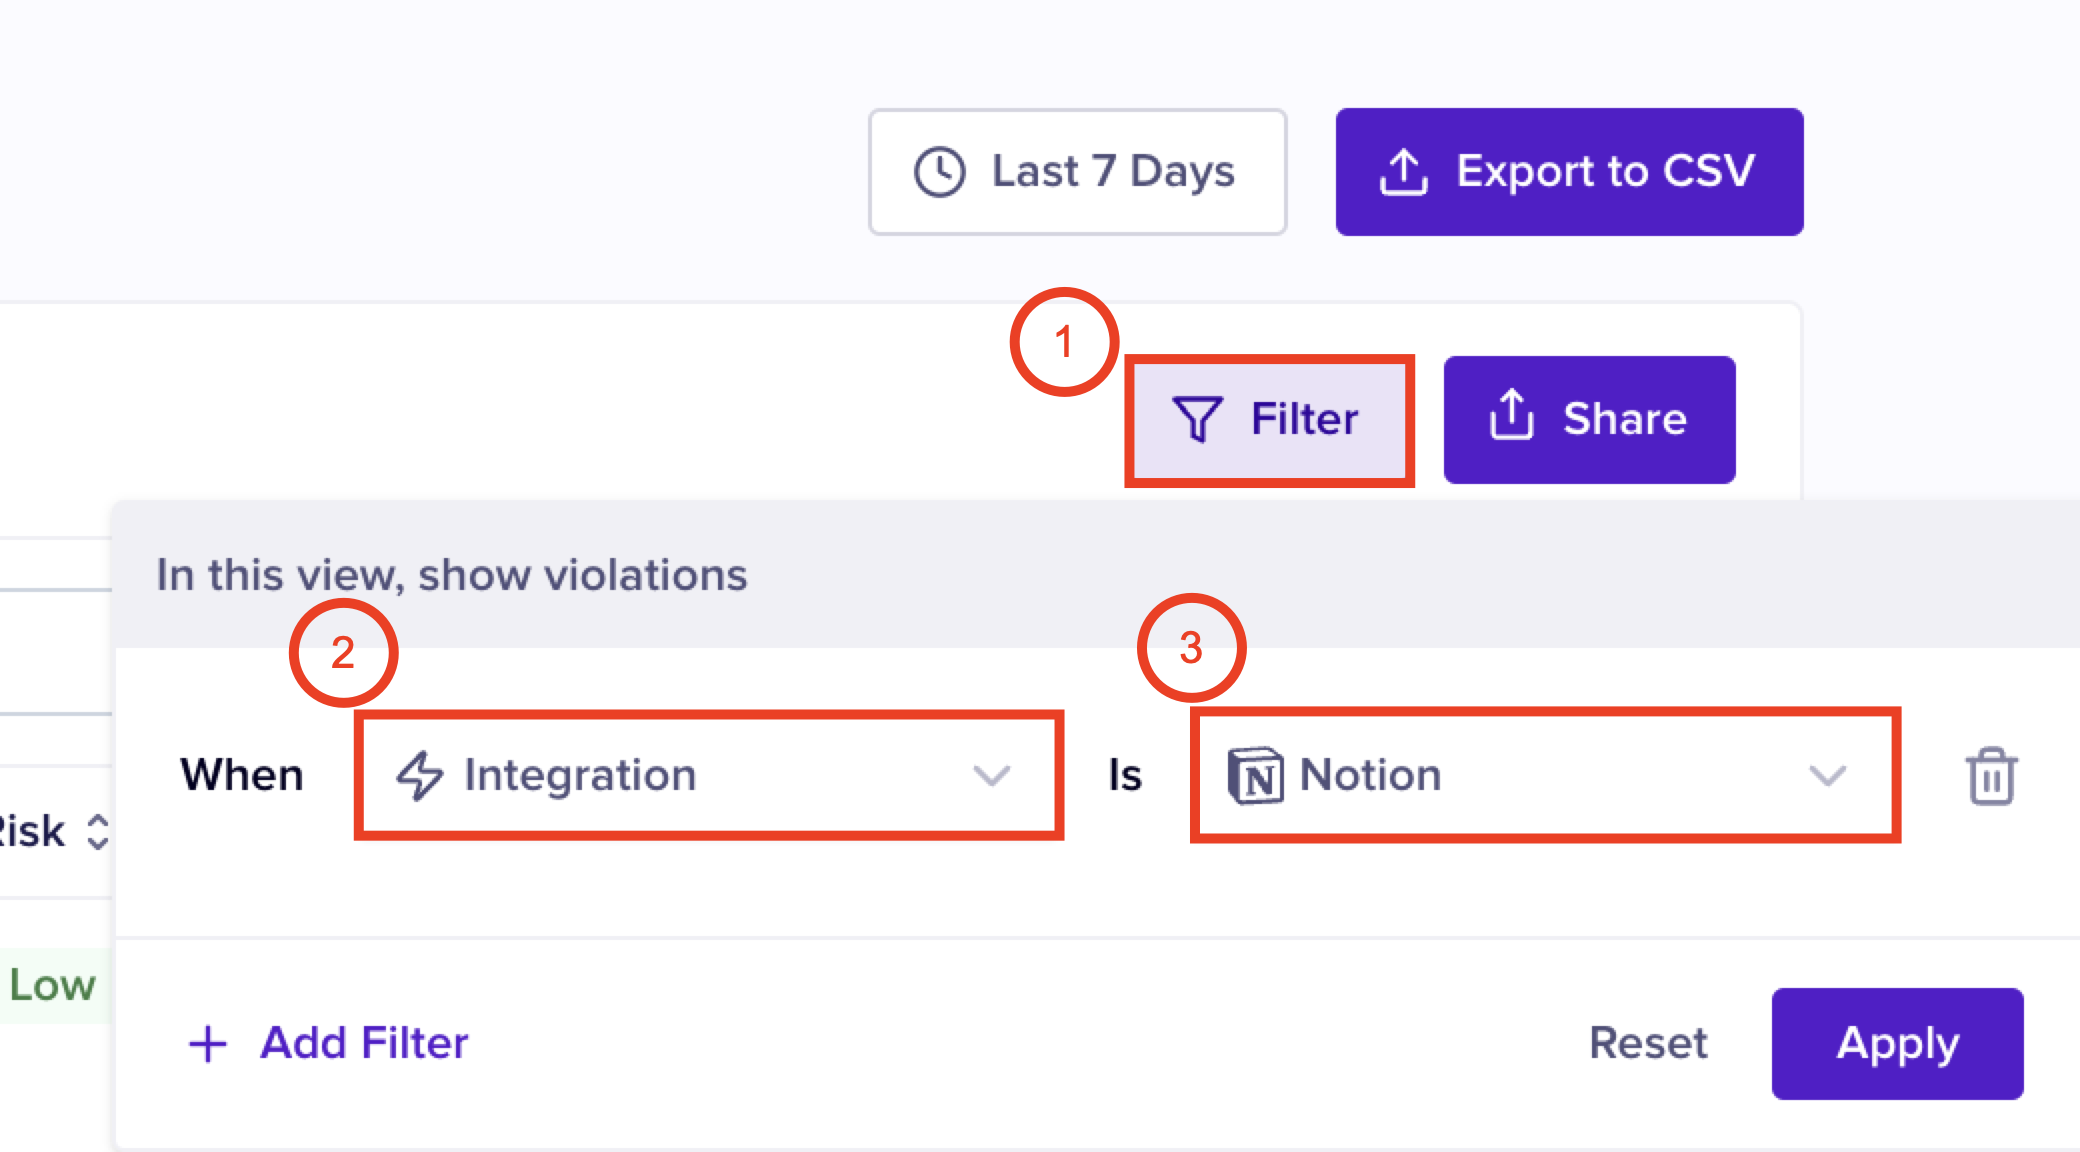 Last 7 Days
Export to CSV
1
Filter
Share
In this view, show violations
2
3
When
Integration
Is
N
Notion
Risk
Low
+ Add Filter
Reset
Apply